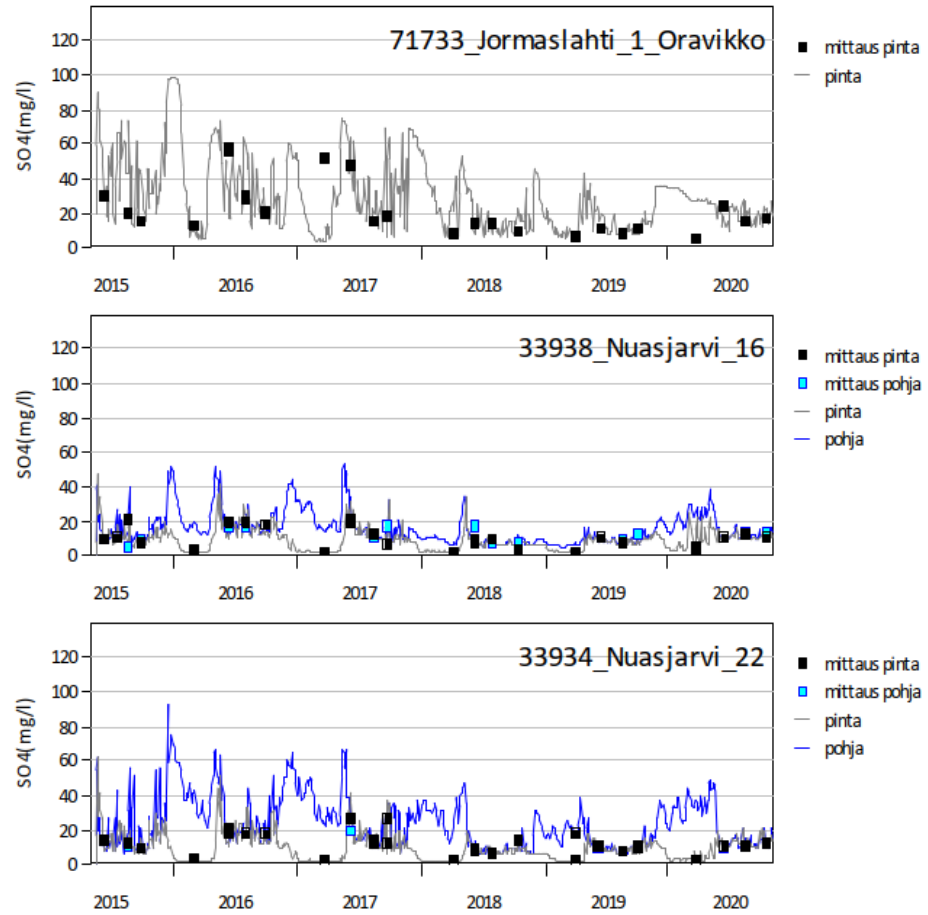 71733_Jormaslahti_1_Oravikko
SO4(mg/l)
120
100
80
60
40
20
0
2015 2016 2017 2018 2019 2020
mittaus pinta
pinta
33938_Nuasjarvi_16
SO4(mg/l)
120
100
80
60
40
20
0
2015 2016 2017 2018 2019 2020
mittaus pinta
mittaus pohja
pinta
pohja
33934_Nuasjarvi_22
SO4(mg/l)
120
100
80
60
40
20
0
2015 2016 2017 2018 2019 2020
mittaus pinta
mittaus pohja
pinta
pohja